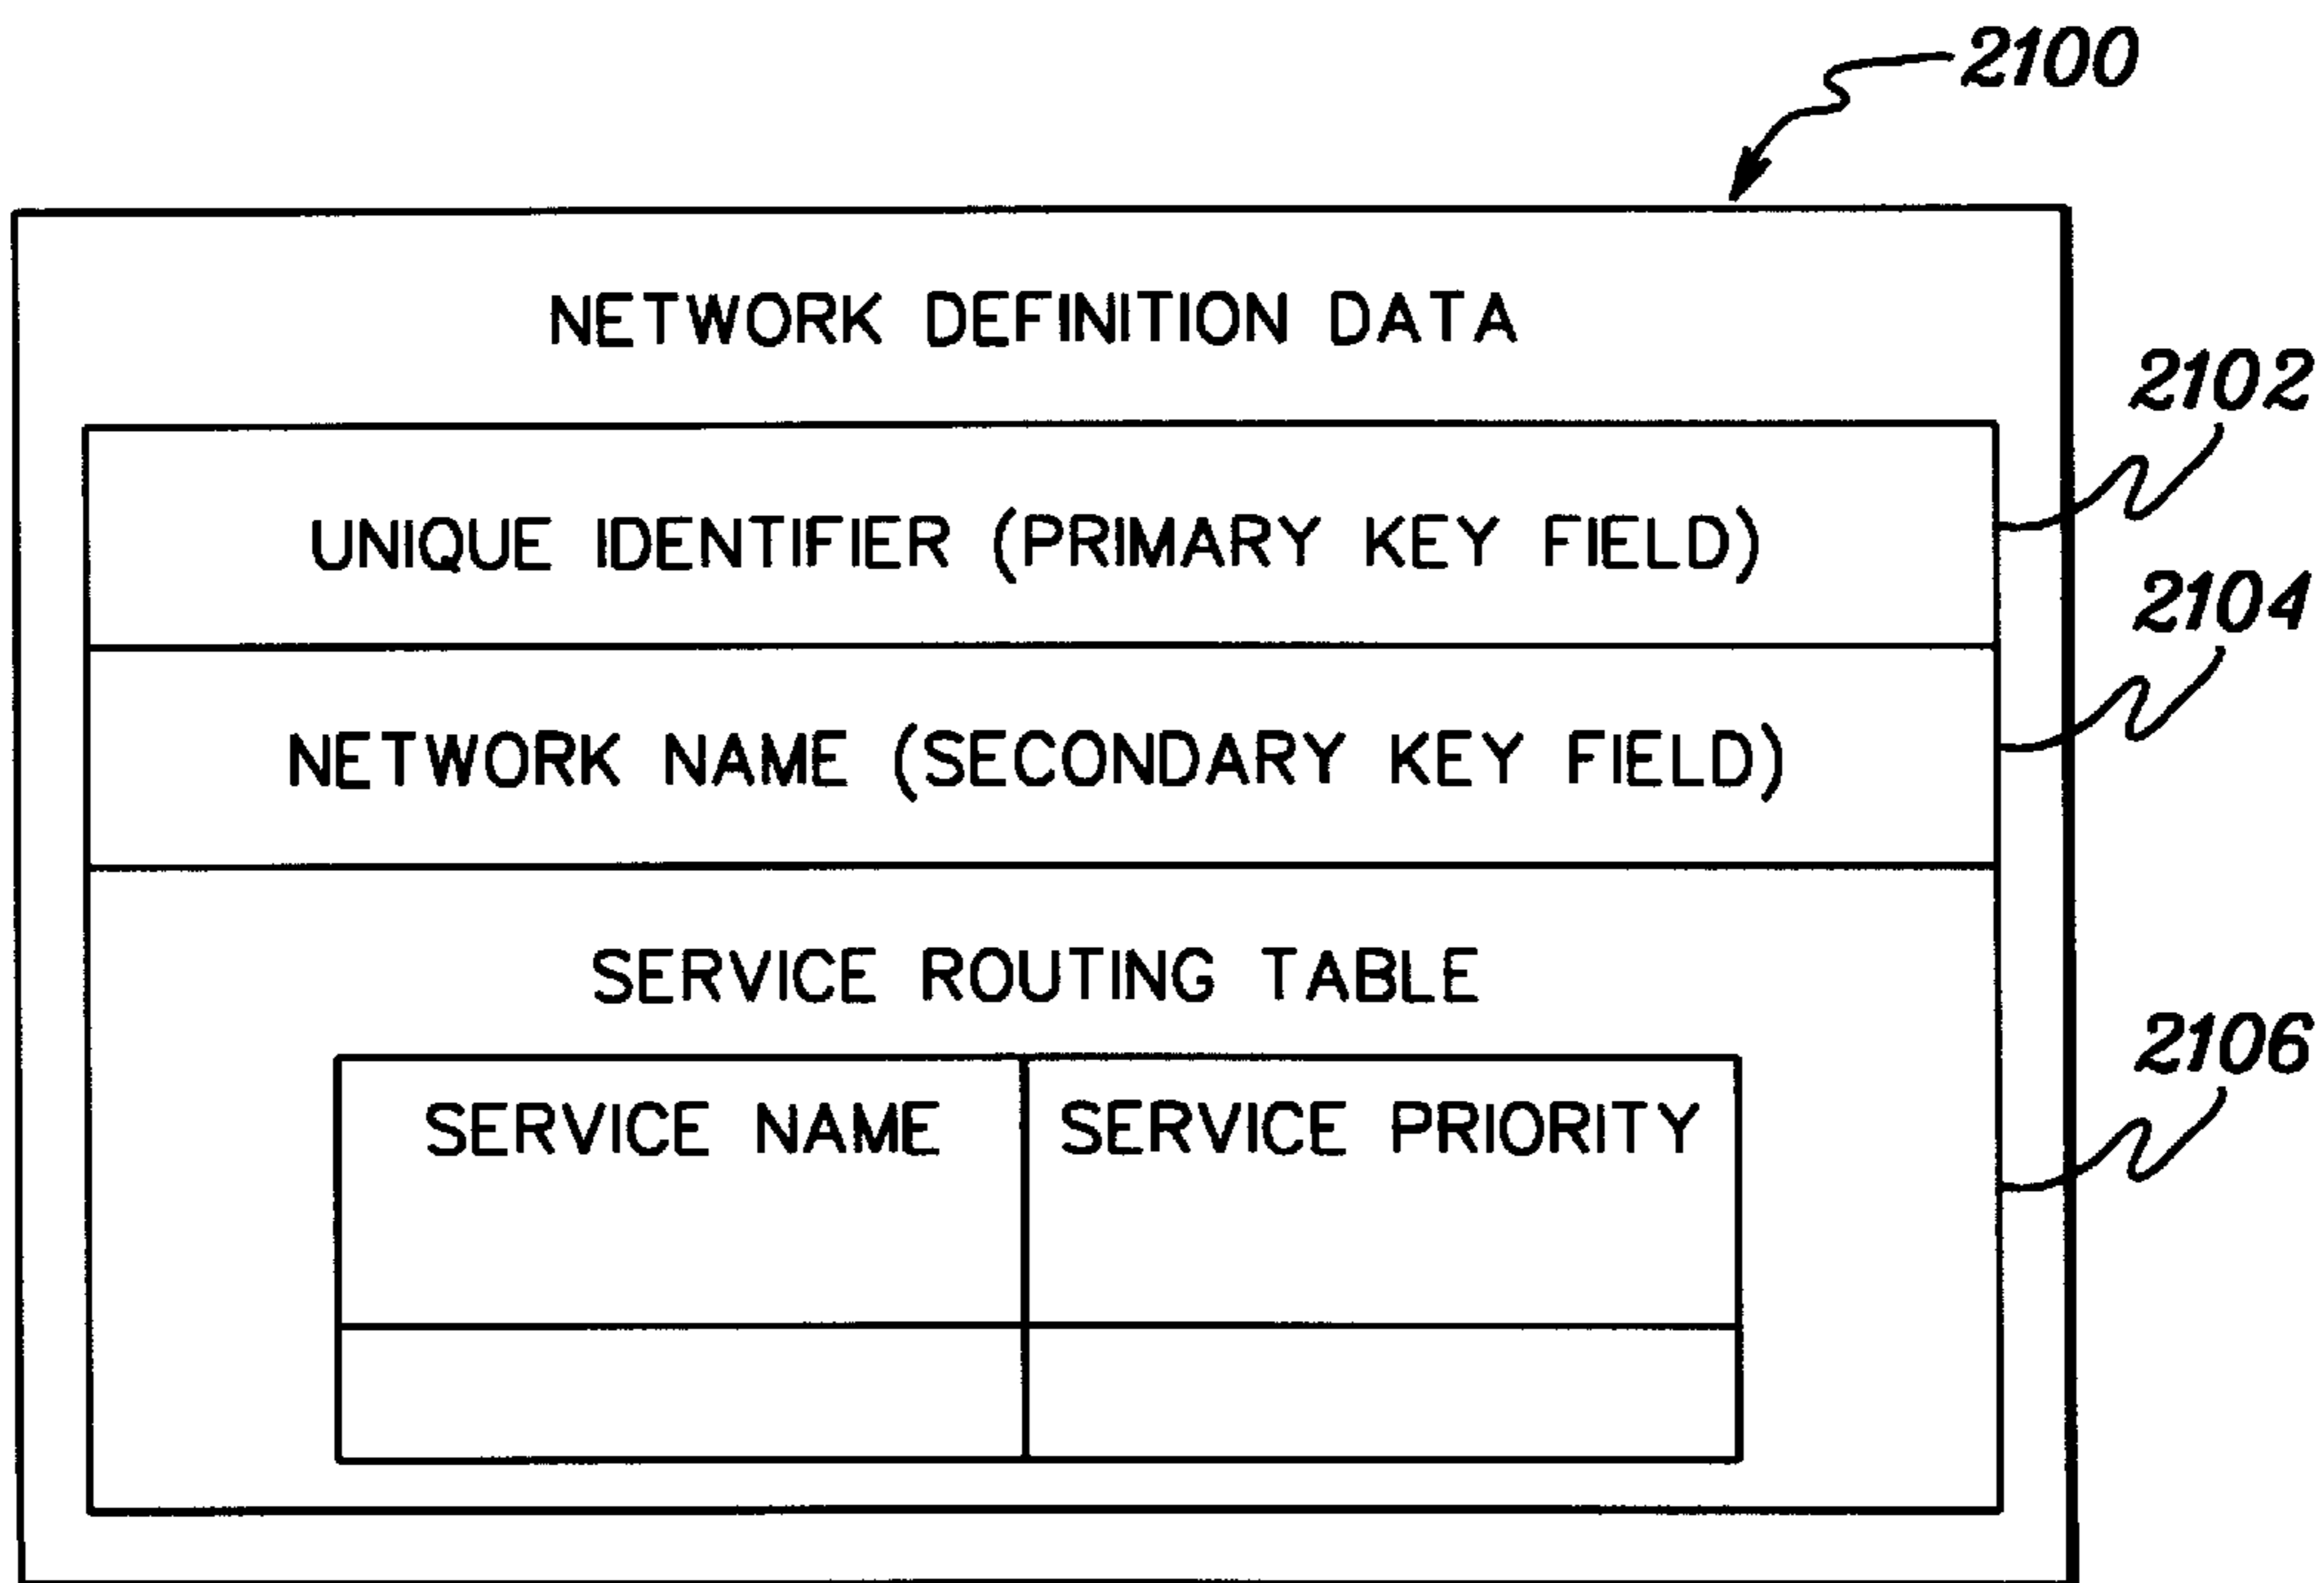 2100
NETWORK DEFINITION DATA
2102
UNIQUE IDENTIFIER (PRIMARY KEY FIELD)
2104
NETWORK NAME (SECONDARY KEY FIELD)
SERVICE ROUTING TABLE
2106
SERVICE NAME SERVICE PRIORITY